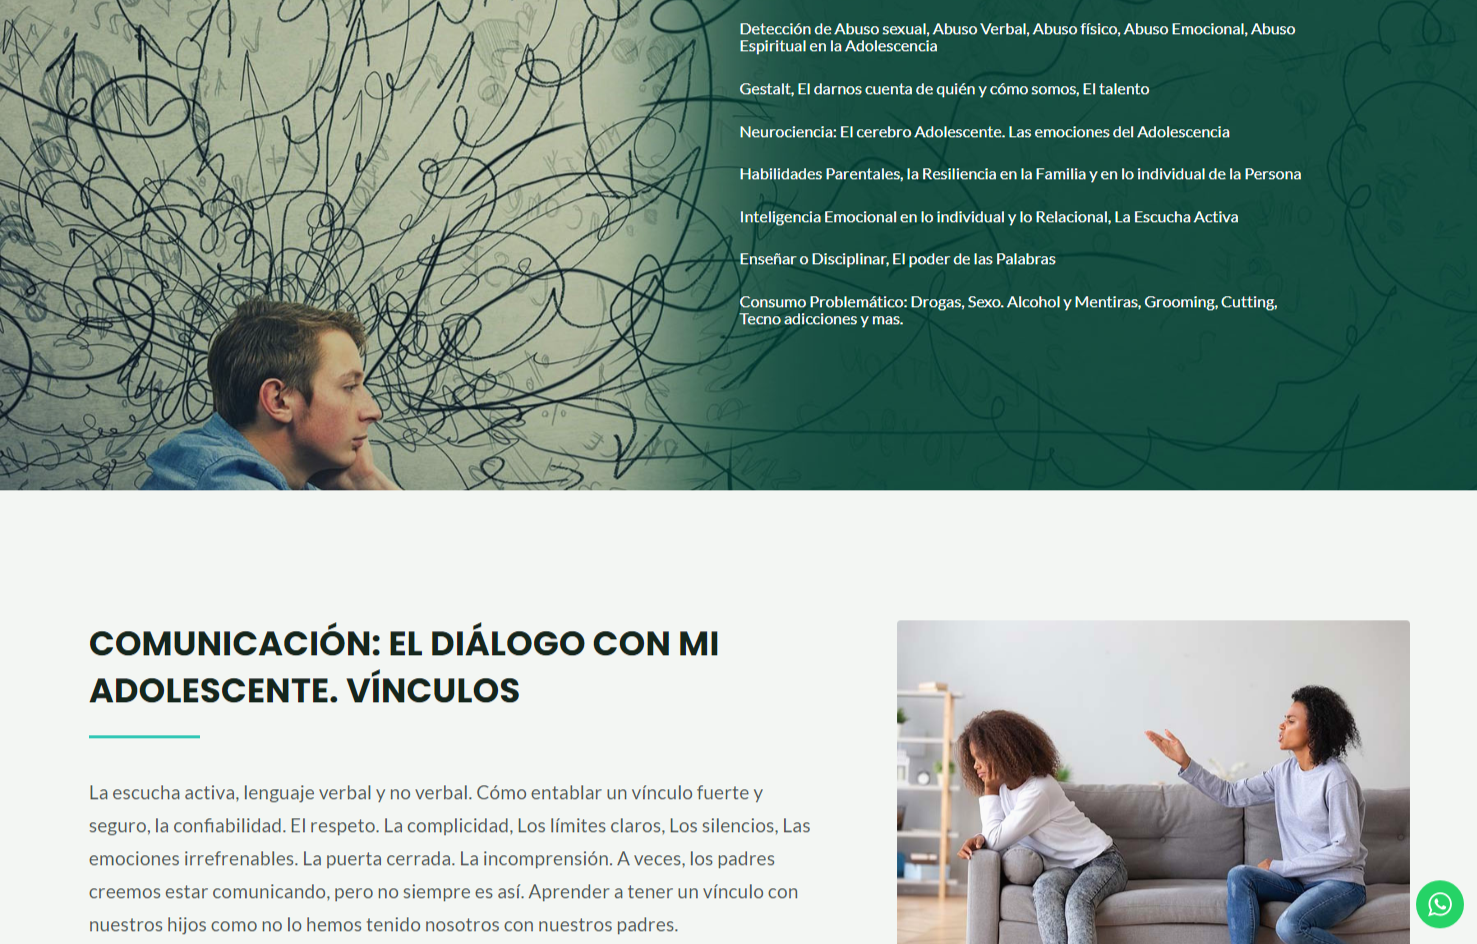 Detección de Abuso sexual, Abuso Verbal, Abuso físico, Abuso Emocional, Abuso
Espiritual en la Adolescencia
Gestalt, El darnos cuenta de quién y cómo somos, El talento
Neurociencia: El cerebro Adolescente. Las emociones del Adolescencia
Habilidades Parentales, la Resiliencia en la Familia y en lo individual de la Persona
Inteligencia Emocional en lo individual y lo Relacional, La Escucha Activa
Enseñar o Disciplinar, El poder de las Palabras
Consumo Problemático: Drogas, Sexo. Alcohol y Mentiras, Grooming, Cutting,
Tecno adicciones y mas.
COMUNICACIÓN: EL DIÁLOGO CON MI
ADOLESCENTE. VÍNCULOS
La escucha activa, lenguaje verbal y no verbal. Cómo entablar un vínculo fuerte y
seguro, la confiabilidad. El respeto. La complicidad, Los límites claros, Los silencios, Las
emociones irrefrenables. La puerta cerrada. La incomprensión. A veces, los padres
creemos estar comunicando, pero no siempre es así. Aprender a tener un vínculo con
nuestros hijos como no lo hemos tenido nosotros con nuestros padres.